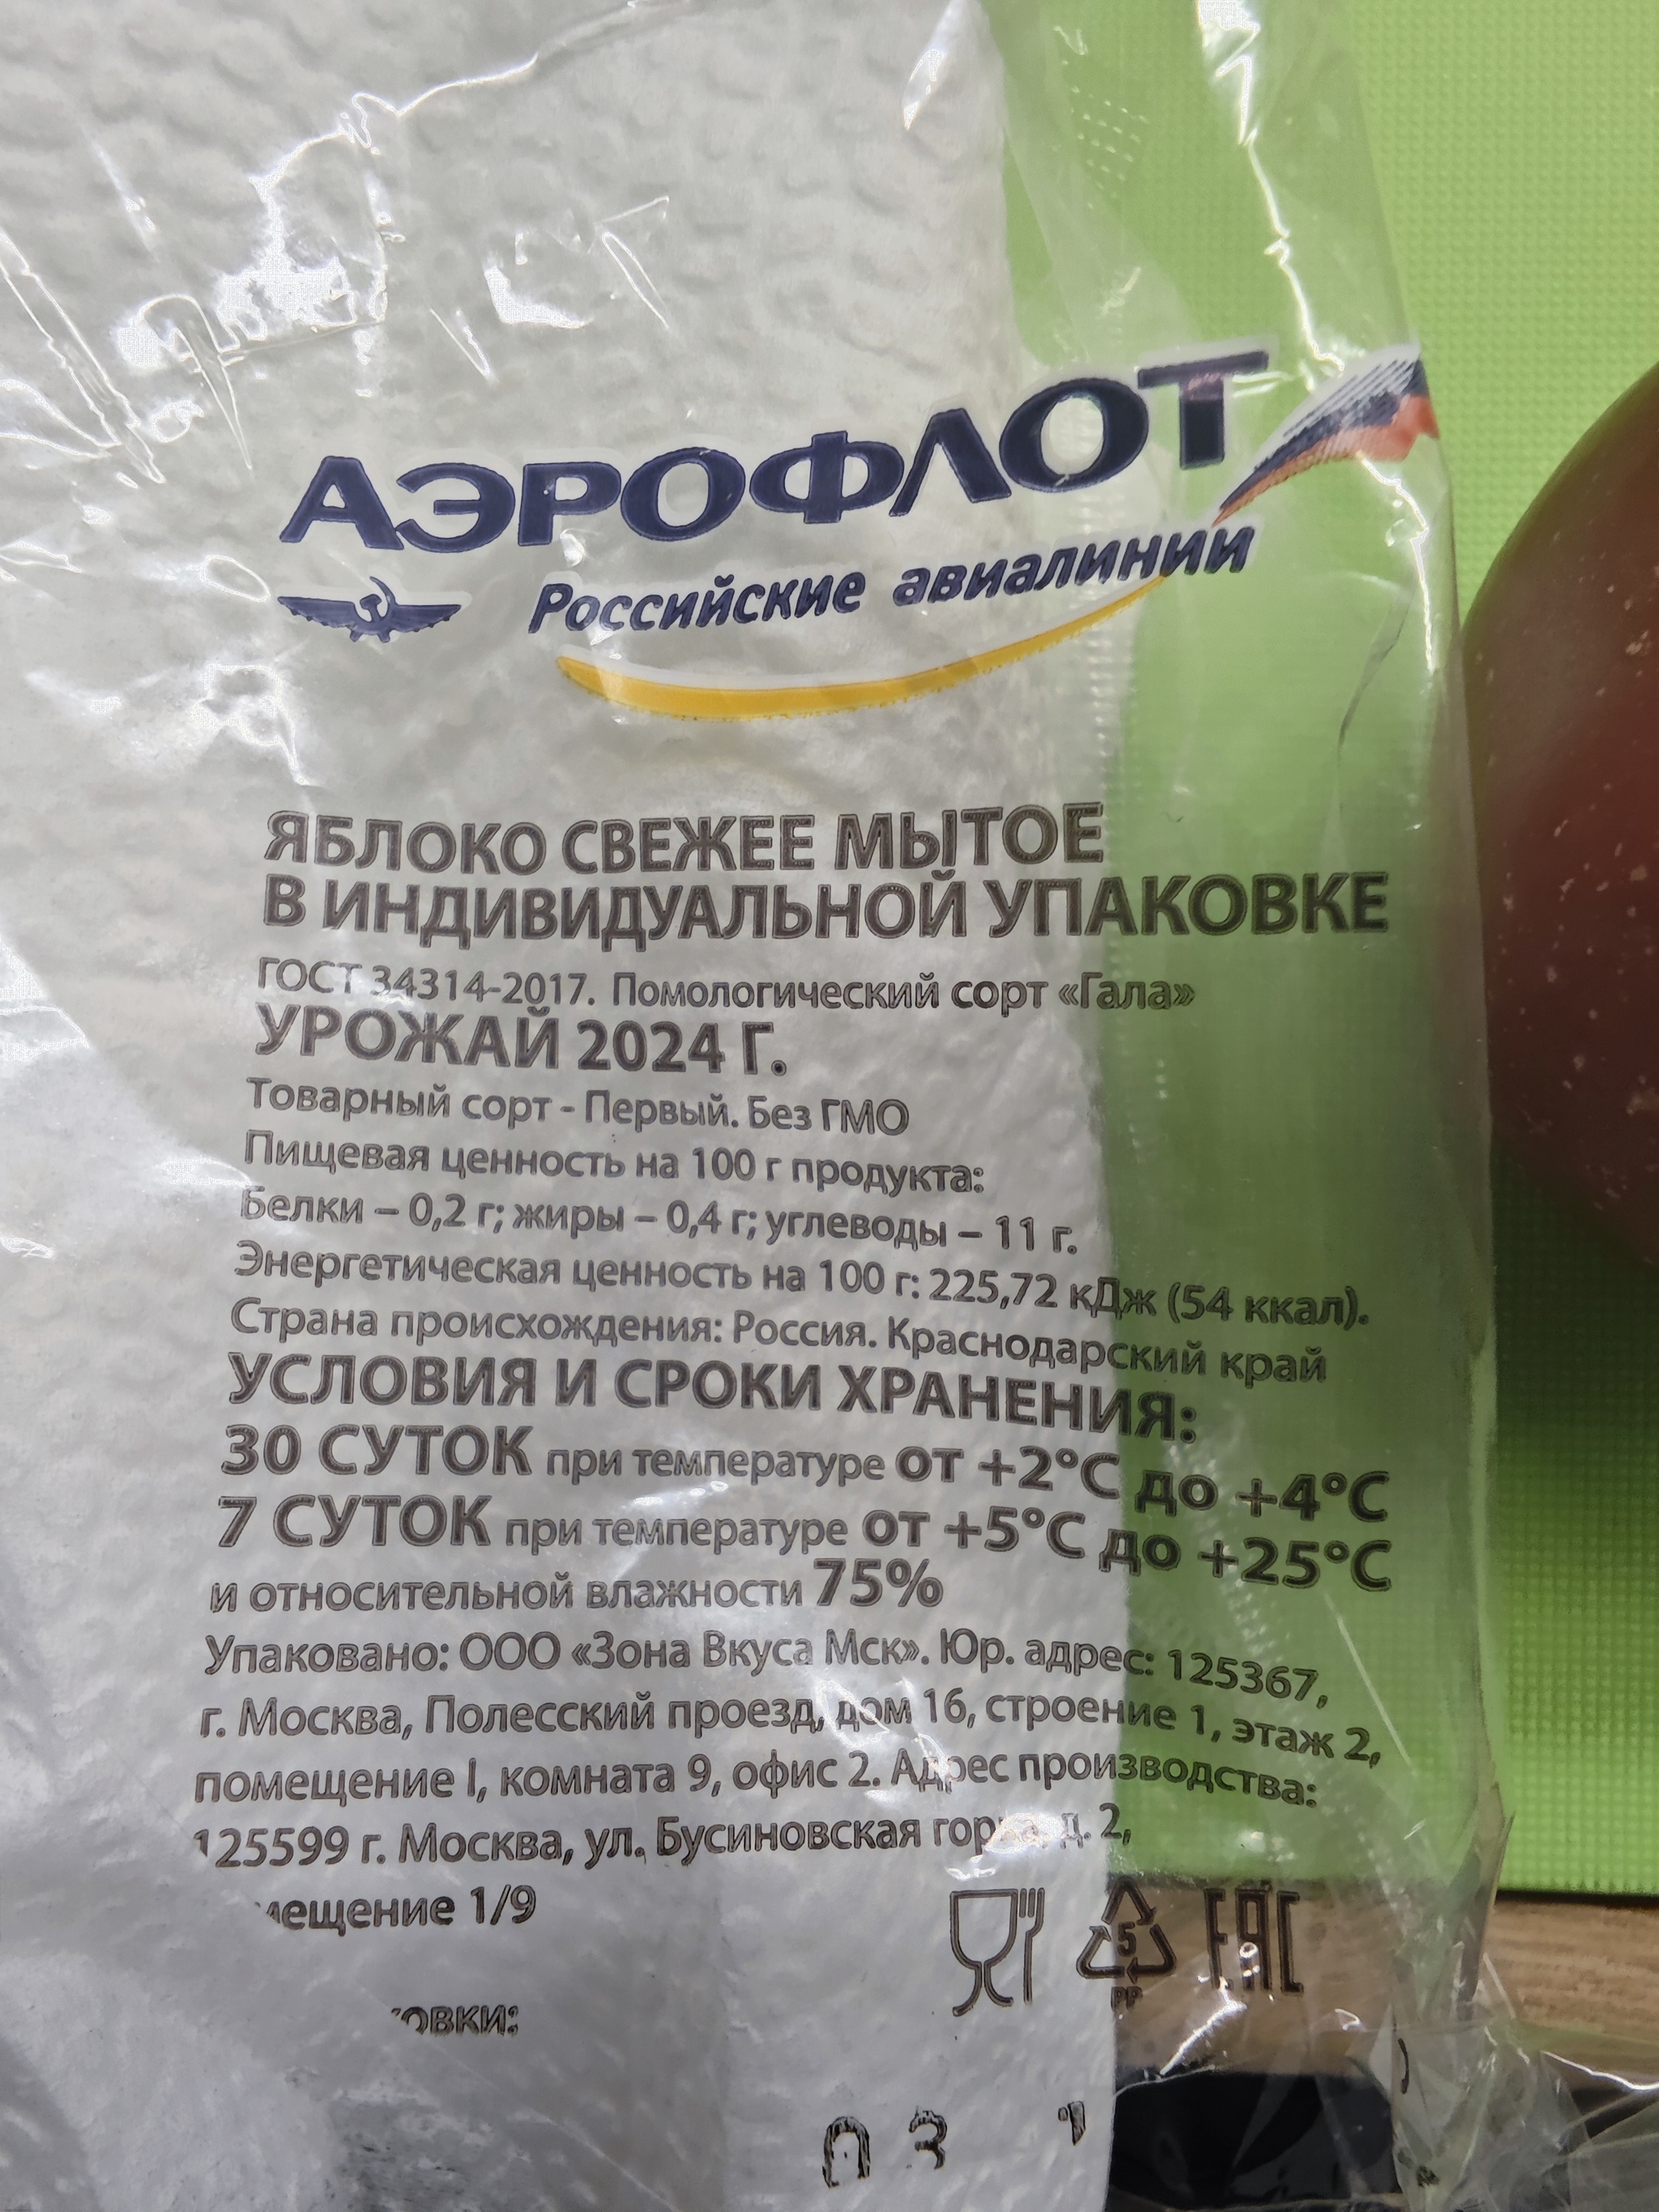 АЭРОФЛОТ
Российские авиалинии
ЯБЛОКО СВЕЖЕЕ МЫТОЕ
В ИНДИВИДУАЛЬНОЙ УПАКОВКЕ
ГОСТ 34314-2017. Помологический сорт «Гала»
УРОЖАЙ 2024 Г.
Товарный сорт - Первый. Без ГМО
Пищевая ценность на 100 г продукта:
Белки – 0,2 г; жиры – 0,4 г; углеводы – 11 г.
Энергетическая ценность на 100 г: 225,72 кДж (54 ккал).
Страна происхождения: Россия. Краснодарский край
УСЛОВИЯ И СРОКИ ХРАНЕНИЯ:
30 СУТОК при температуре от +2°C до +4°C
7 СУТОК при температуре от +5°C до +25°C
и относительной влажности 75%
Упаковано: ООО «Зона Вкуса Мск». Юр. адрес: 125367,
г. Москва, Полесский проезд, дом 16, строение 1, этаж 2,
помещение I, комната 9, офис 2. Адрес производства:
125599 г. Москва, ул. Бусиновская горка, д. 2,
1/9
5
PP
EAC